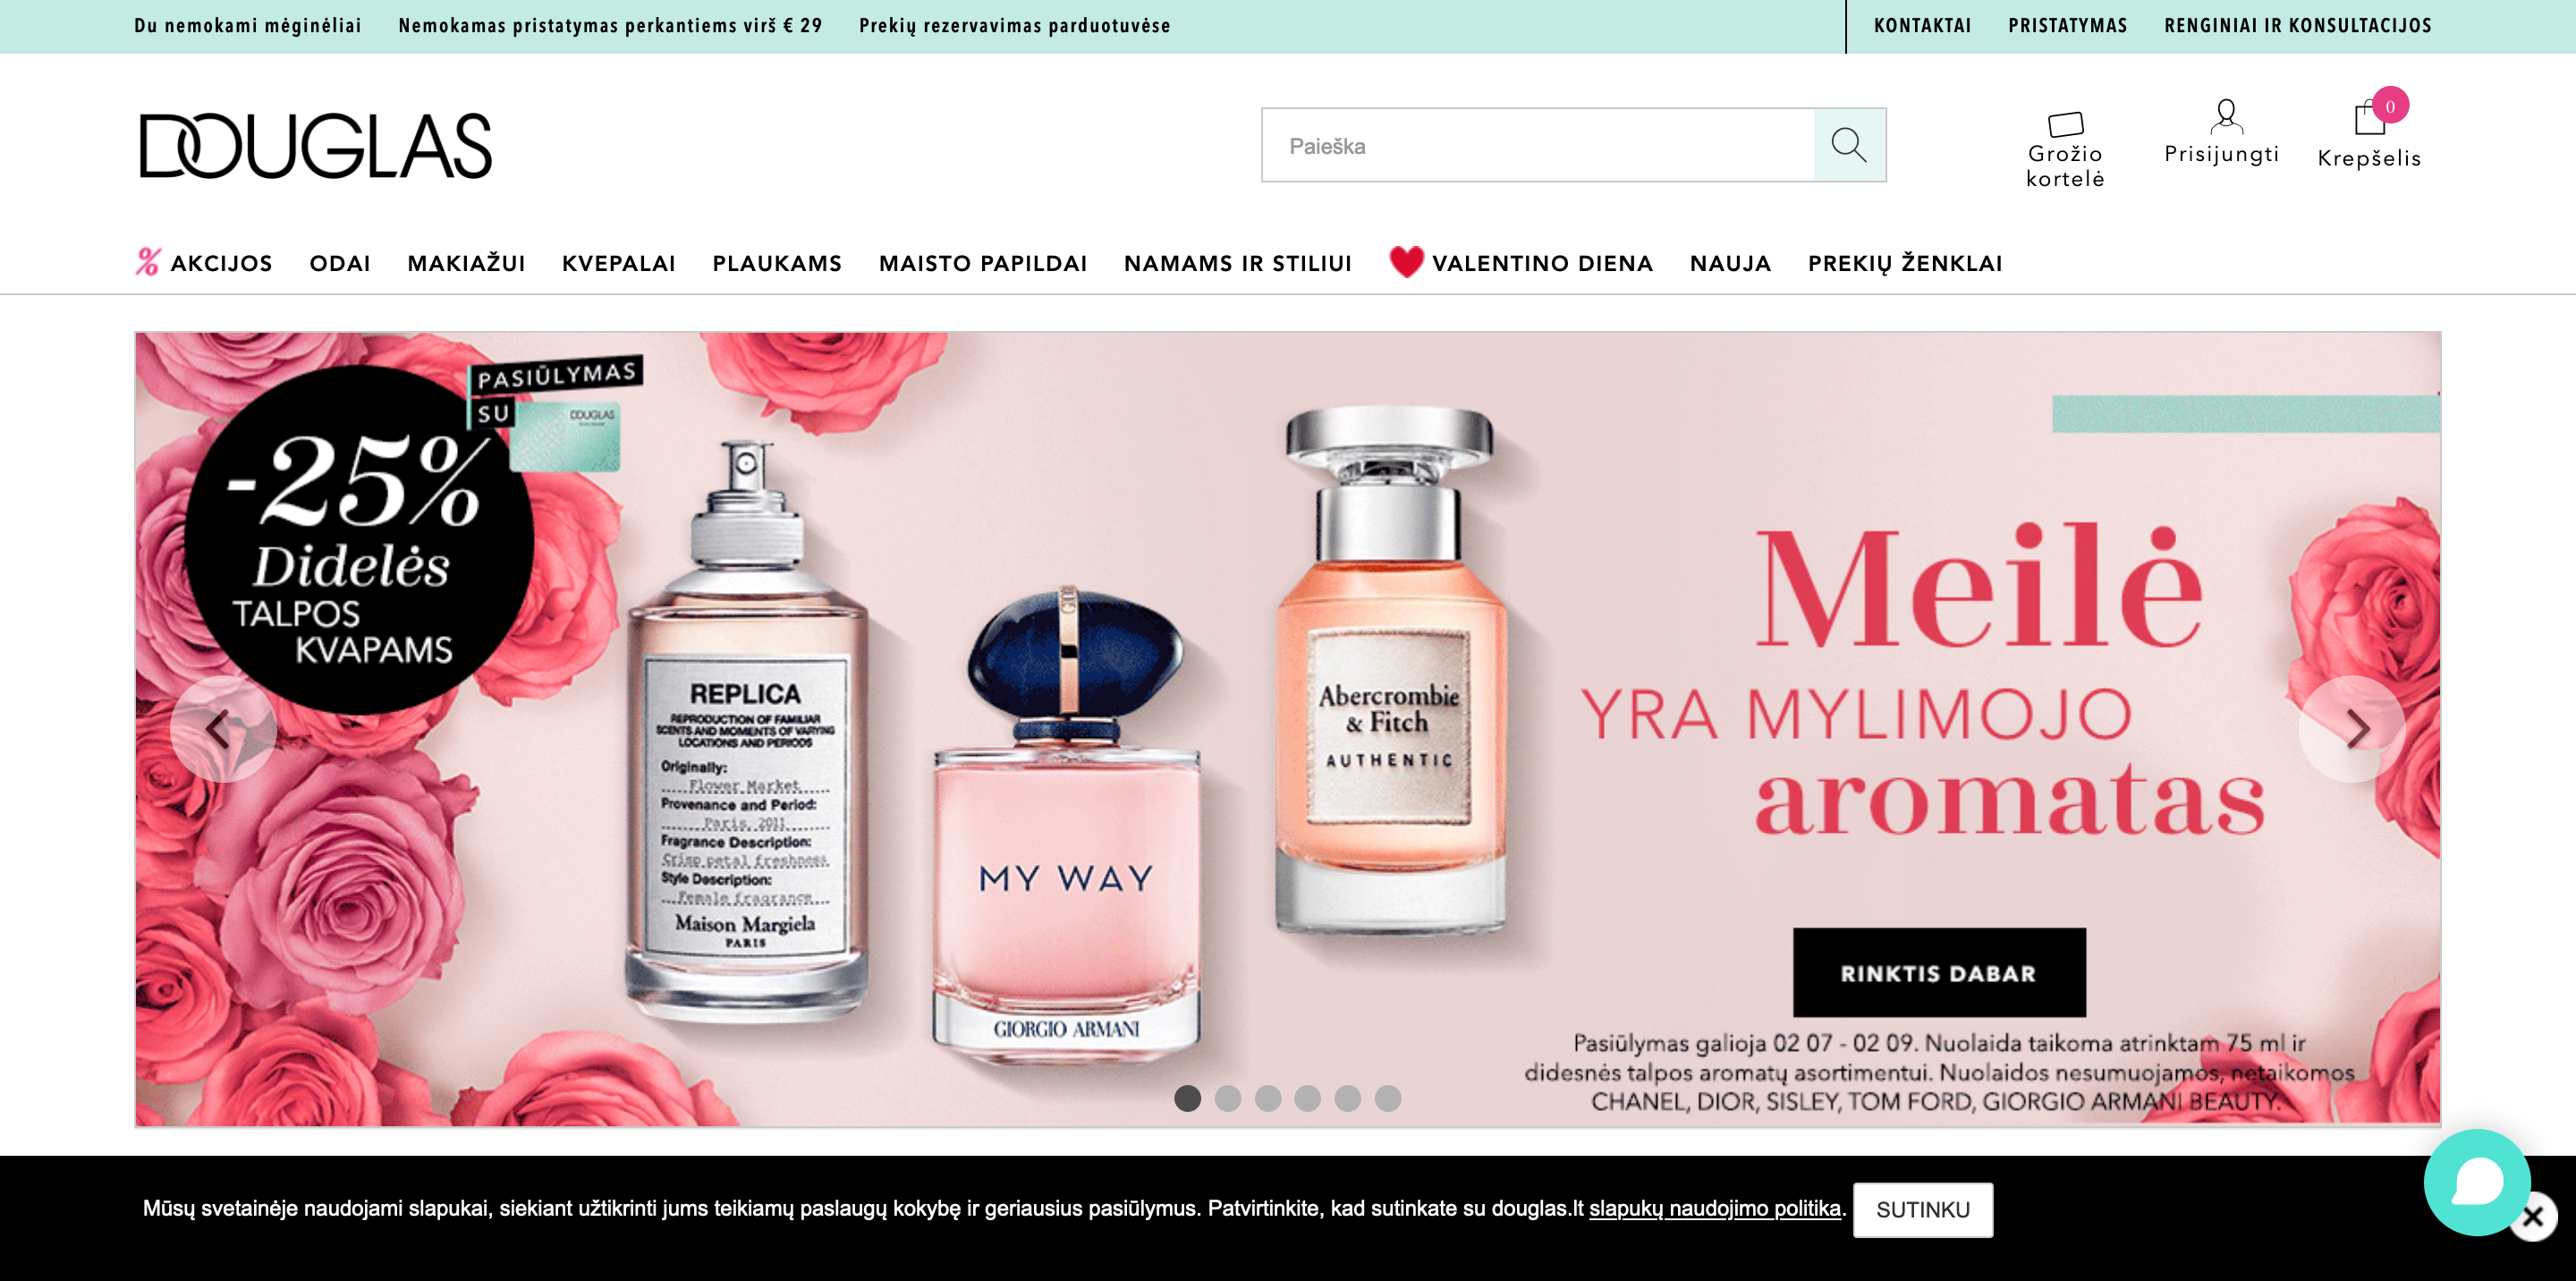 Du nemokami mėginėliai
Nemokamas pristatymas perkantiems virš € 29
Prekių rezervavimas parduotuvėse
KONTAKTAI
PRISTATYMAS
RENGINIAI IR KONSULTACIJOS
DOUGLAS
Paieška
Grožio
kortelė
Prisijungti
0
Krepšelis
% AKCIJOS
ODAI
MAKIAŽUI
KVEPALAI
PLAUKAMS
MAISTO PAPILDAI
NAMAMS IR STILIUI
VALENTINO DIENA
NAUJA
PREKIŲ ŽENKLAI
PASIŪLYMAS
SU
DOUGLAS
-25%
Didelės
TALPOS
KVAPAMS
REPLICA
REPRODUCTION OF FAMILIAR
SCENTS AND MOMENTS OF VARYING
LOCATIONS AND PERIODS
Originally:
Flower Market
Provenance and Period:
Paris, 2011
Fragrance Description:
Crisp petal freshness
Style Description:
Female fragrance
Maison Margiela
PARIS
MY WAY
GIORGIO ARMANI
Abercrombie
& Fitch
AUTHENTIC
Meilė
YRA MYLIMOJO
aromatas
RINKTIS DABAR
Pasiūlymas galioja 02 07 - 02 09. Nuolaida taikoma atrinktam 75 ml ir
didesnės talpos aromatų asortimentui. Nuolaidos nesumuojamos, netaikomos
CHANEL, DIOR, SISLEY, TOM FORD, GIORGIO ARMANI BEAUTY.
Mūsų svetainėje naudojami slapukai, siekiant užtikrinti jums teikiamų paslaugų kokybę ir geriausius pasiūlymus. Patvirtinkite, kad sutinkate su douglas.lt slapukų naudojimo politika.
SUTINKU